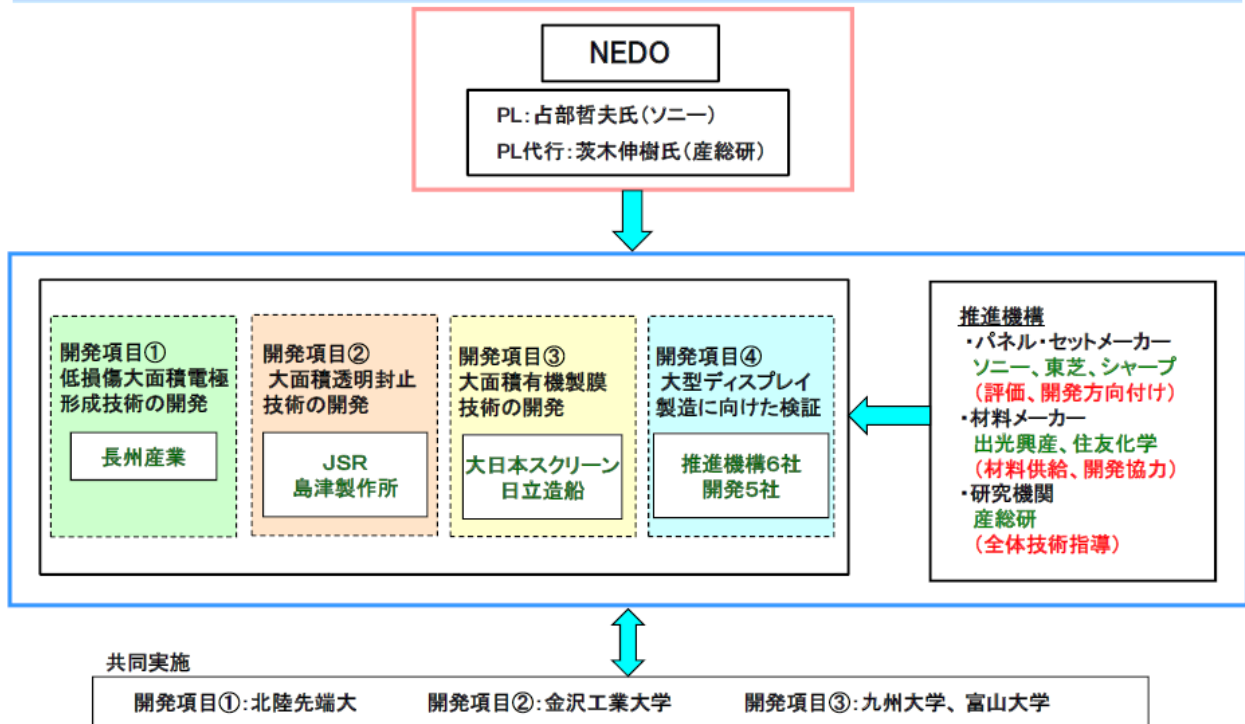 NEDO
PL:占部哲夫氏(ソニー)
PL代行:茨木伸樹氏(産総研)
開発項目①
低損傷大面積電極
形成技術の開発
長州産業
開発項目②
大面積透明封止
技術の開発
JSR
島津製作所
開発項目③
大面積有機製膜
技術の開発
大日本スクリーン
日立造船
開発項目④
大型ディスプレイ
製造に向けた検証
推進機構6社
開発5社
推進機構
・パネル・セットメーカー
ソニー、東芝、シャープ
(評価、開発方向付け)
・材料メーカー
出光興産、住友化学
(材料供給、開発協力)
・研究機関
産総研
(全体技術指導)
共同実施
開発項目①:北陸先端大 開発項目②:金沢工業大学 開発項目③:九州大学、富山大学